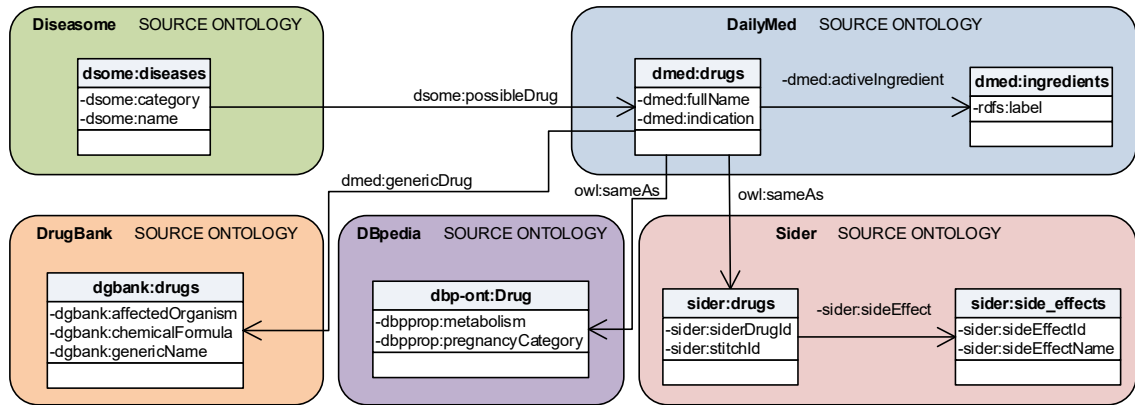 Diseasome SOURCE ONTOLOGY
dsome:diseases
-dsome:category
-dsome:name
dsome:possibleDrug
DailyMed SOURCE ONTOLOGY
dmed:drugs
-dmed:fullName
-dmed:indication
-dmed:activeIngredient
dmed:ingredients
-rdfs:label
dmed:genericDrug
owl:sameAs
owl:sameAs
DrugBank SOURCE ONTOLOGY
dgbank:drugs
-dgbank:affectedOrganism
-dgbank:chemicalFormula
-dgbank:genericName
DBpedia SOURCE ONTOLOGY
dbp-ont:Drug
-dbpprop:metabolism
-dbpprop:pregnancyCategory
Sider SOURCE ONTOLOGY
sider:drugs
-sider:siderDrugId
-sider:stitchId
-sider:sideEffect
sider:side_effects
-sider:sideEffectId
-sider:sideEffectName